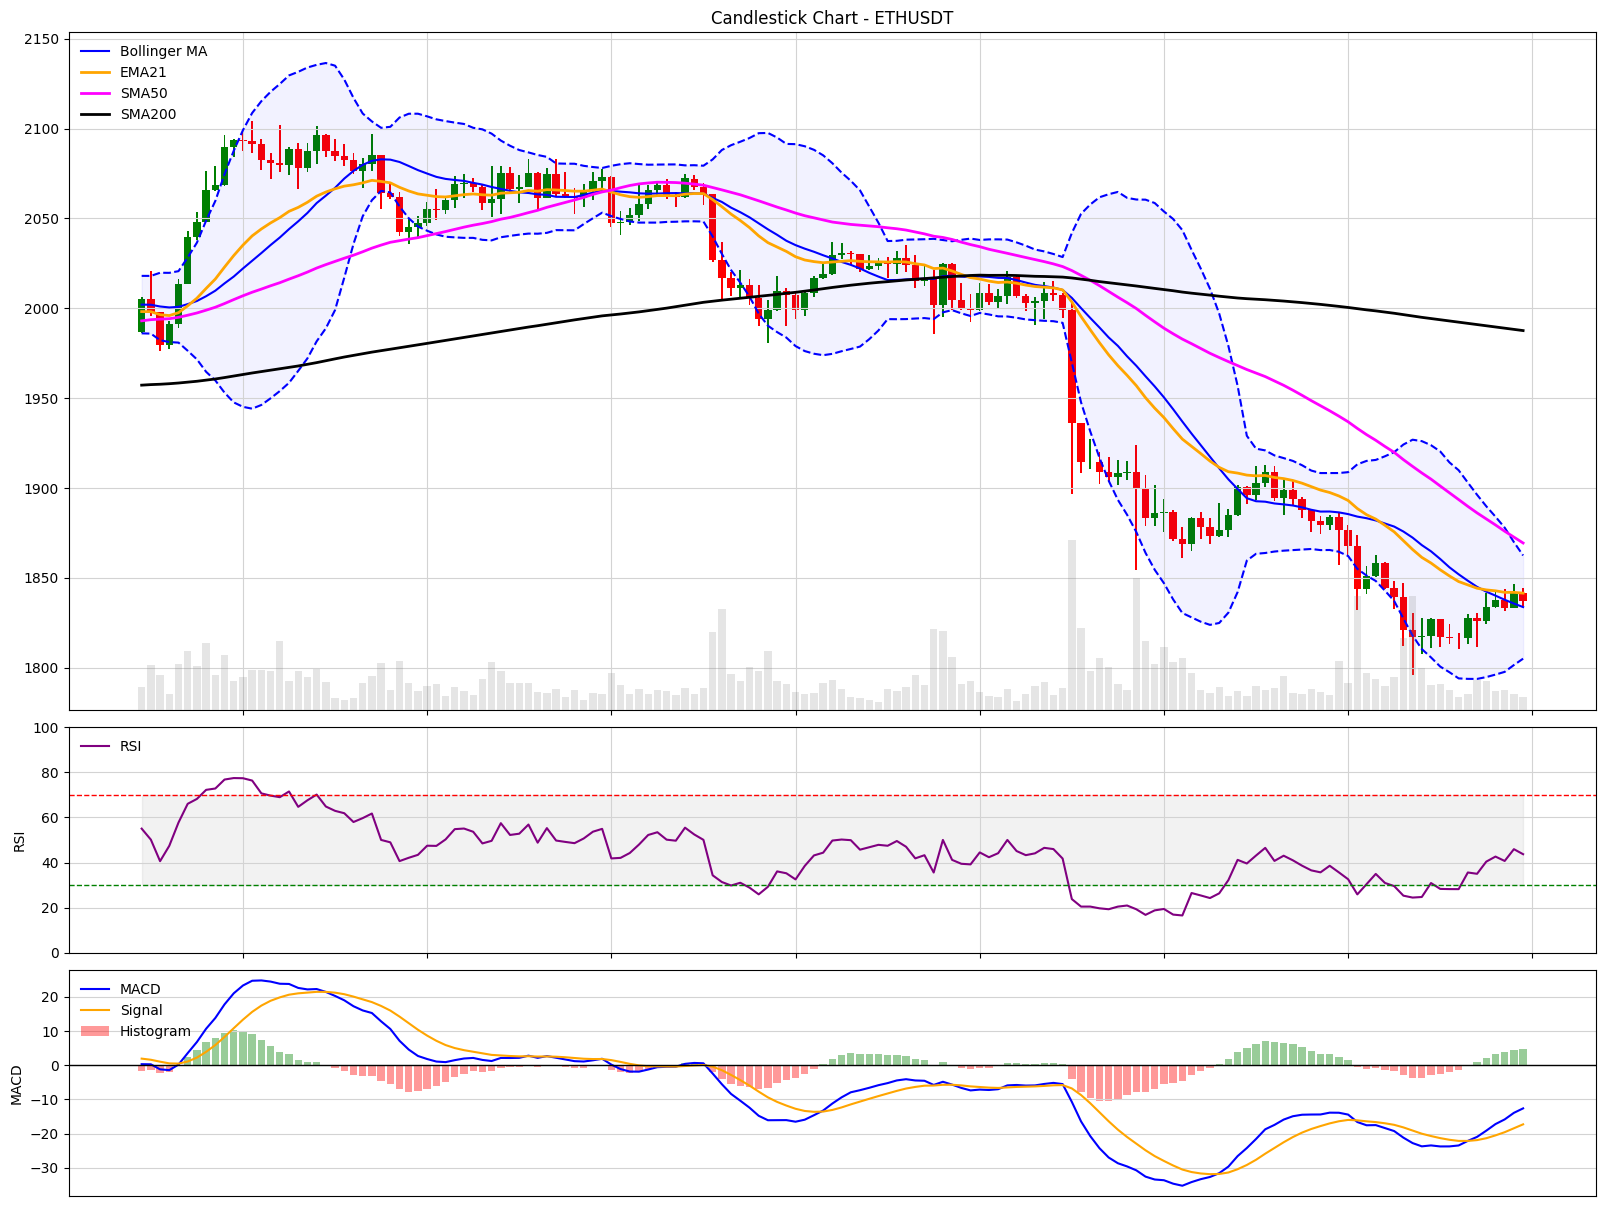 Candlestick Chart - ETHUSDT
2150
2100
2050
2000
1950
1900
1850
1800
Bollinger MA
EMA21
SMA50
SMA200
100
80
60
40
20
0
RSI
RSI
20
10
0
−10
−20
−30
MACD
MACD
Signal
Histogram